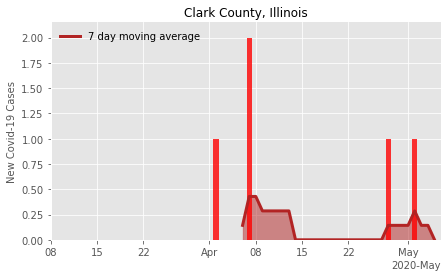 Clark County, Illinois
7 day moving average
New Covid-19 Cases
2.00
1.75
1.50
1.25
1.00
0.75
0.50
0.25
0.00
08 15 22 Apr 08 15 22 May
2020-May